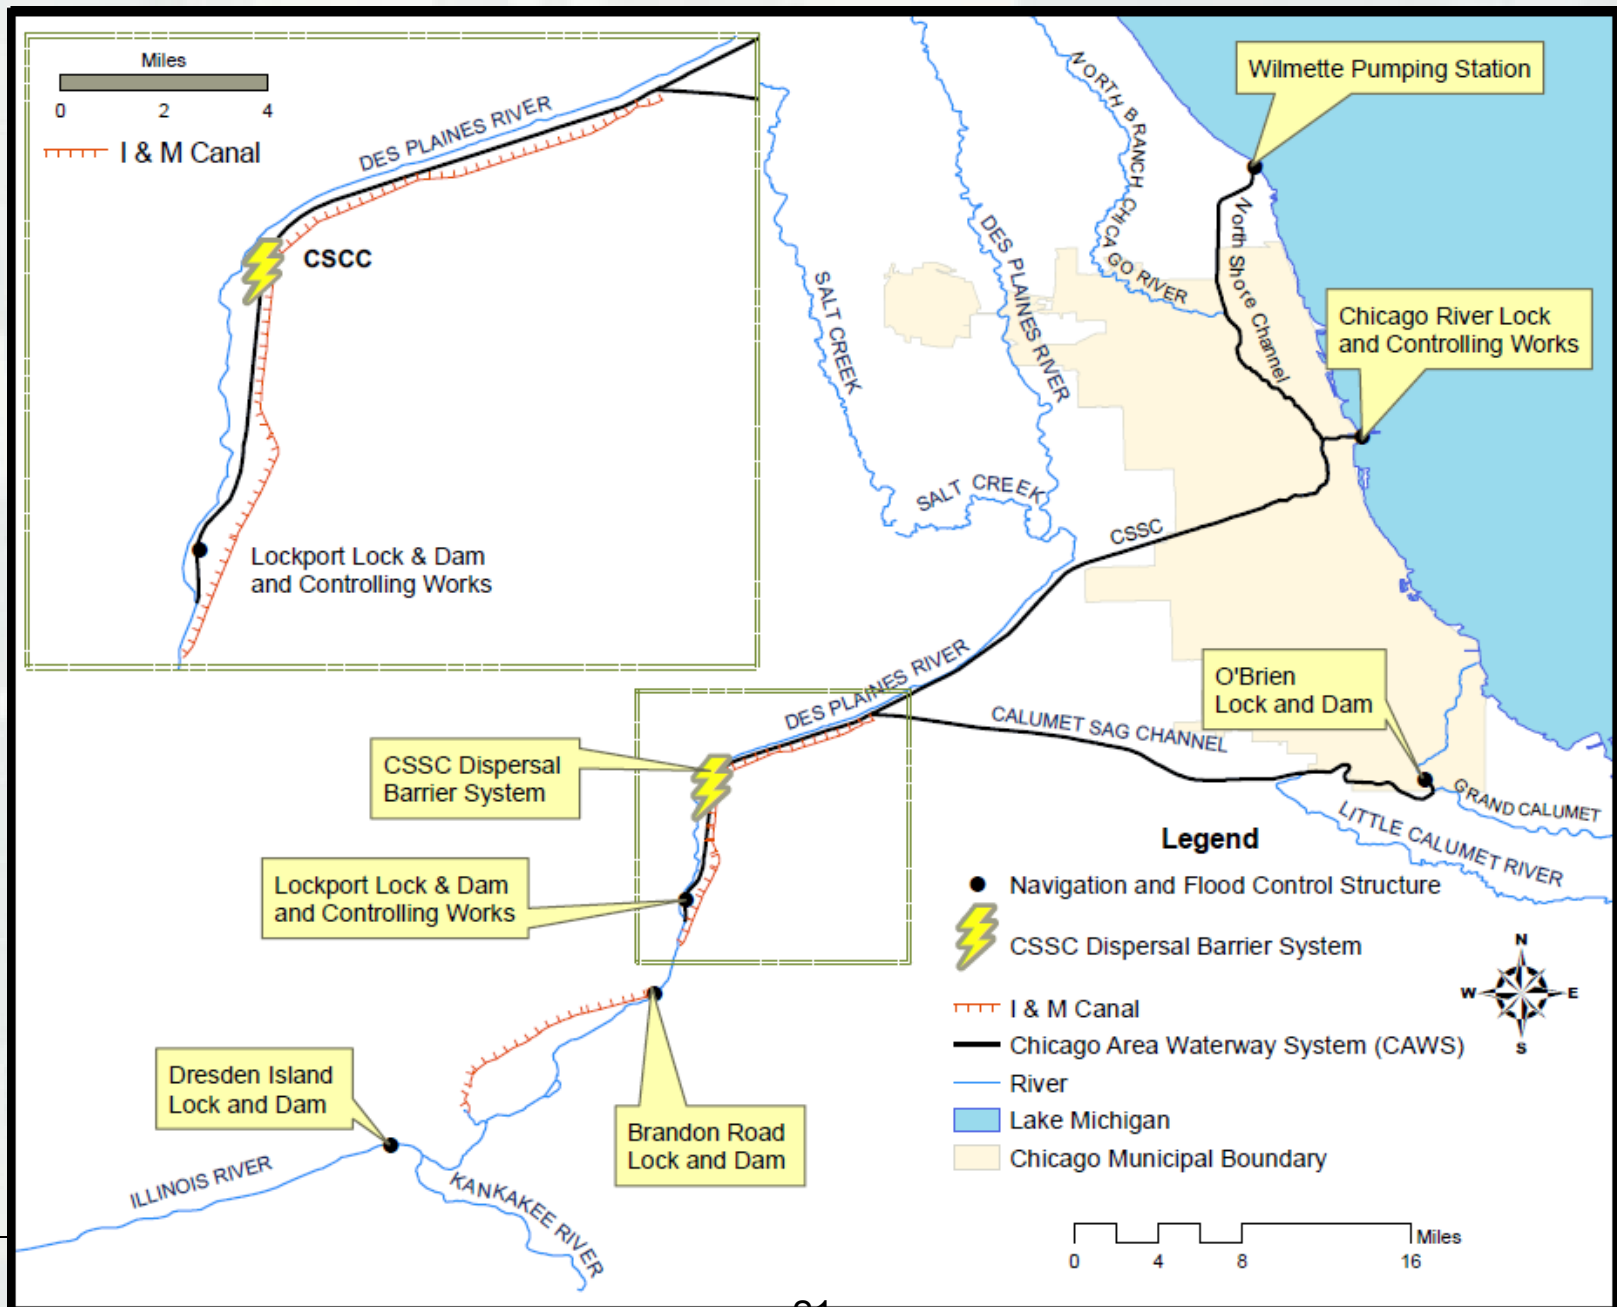 Miles
0 2 4
I & M Canal
DES PLAINES RIVER
CSCC
Lockport Lock & Dam
and Controlling Works
Wilmette Pumping Station
NORTH BRANCH CHICAGO RIVER
North Shore Channel
DES PLAINES RIVER
SALT CREEK
Chicago River Lock
and Controlling Works
SALT CREEK
CSSC
DES PLAINES RIVER
O'Brien
Lock and Dam
CALUMET SAG CHANNEL
CSSC Dispersal
Barrier System
GRAND CALUMET
LITTLE CALUMET RIVER
Lockport Lock & Dam
and Controlling Works
Legend
Navigation and Flood Control Structure
CSSC Dispersal Barrier System
I & M Canal
Chicago Area Waterway System (CAWS)
River
Lake Michigan
Chicago Municipal Boundary
N
W E
S
Dresden Island
Lock and Dam
Brandon Road
Lock and Dam
ILLINOIS RIVER
KANKAKEE RIVER
Miles
0 4 8 16